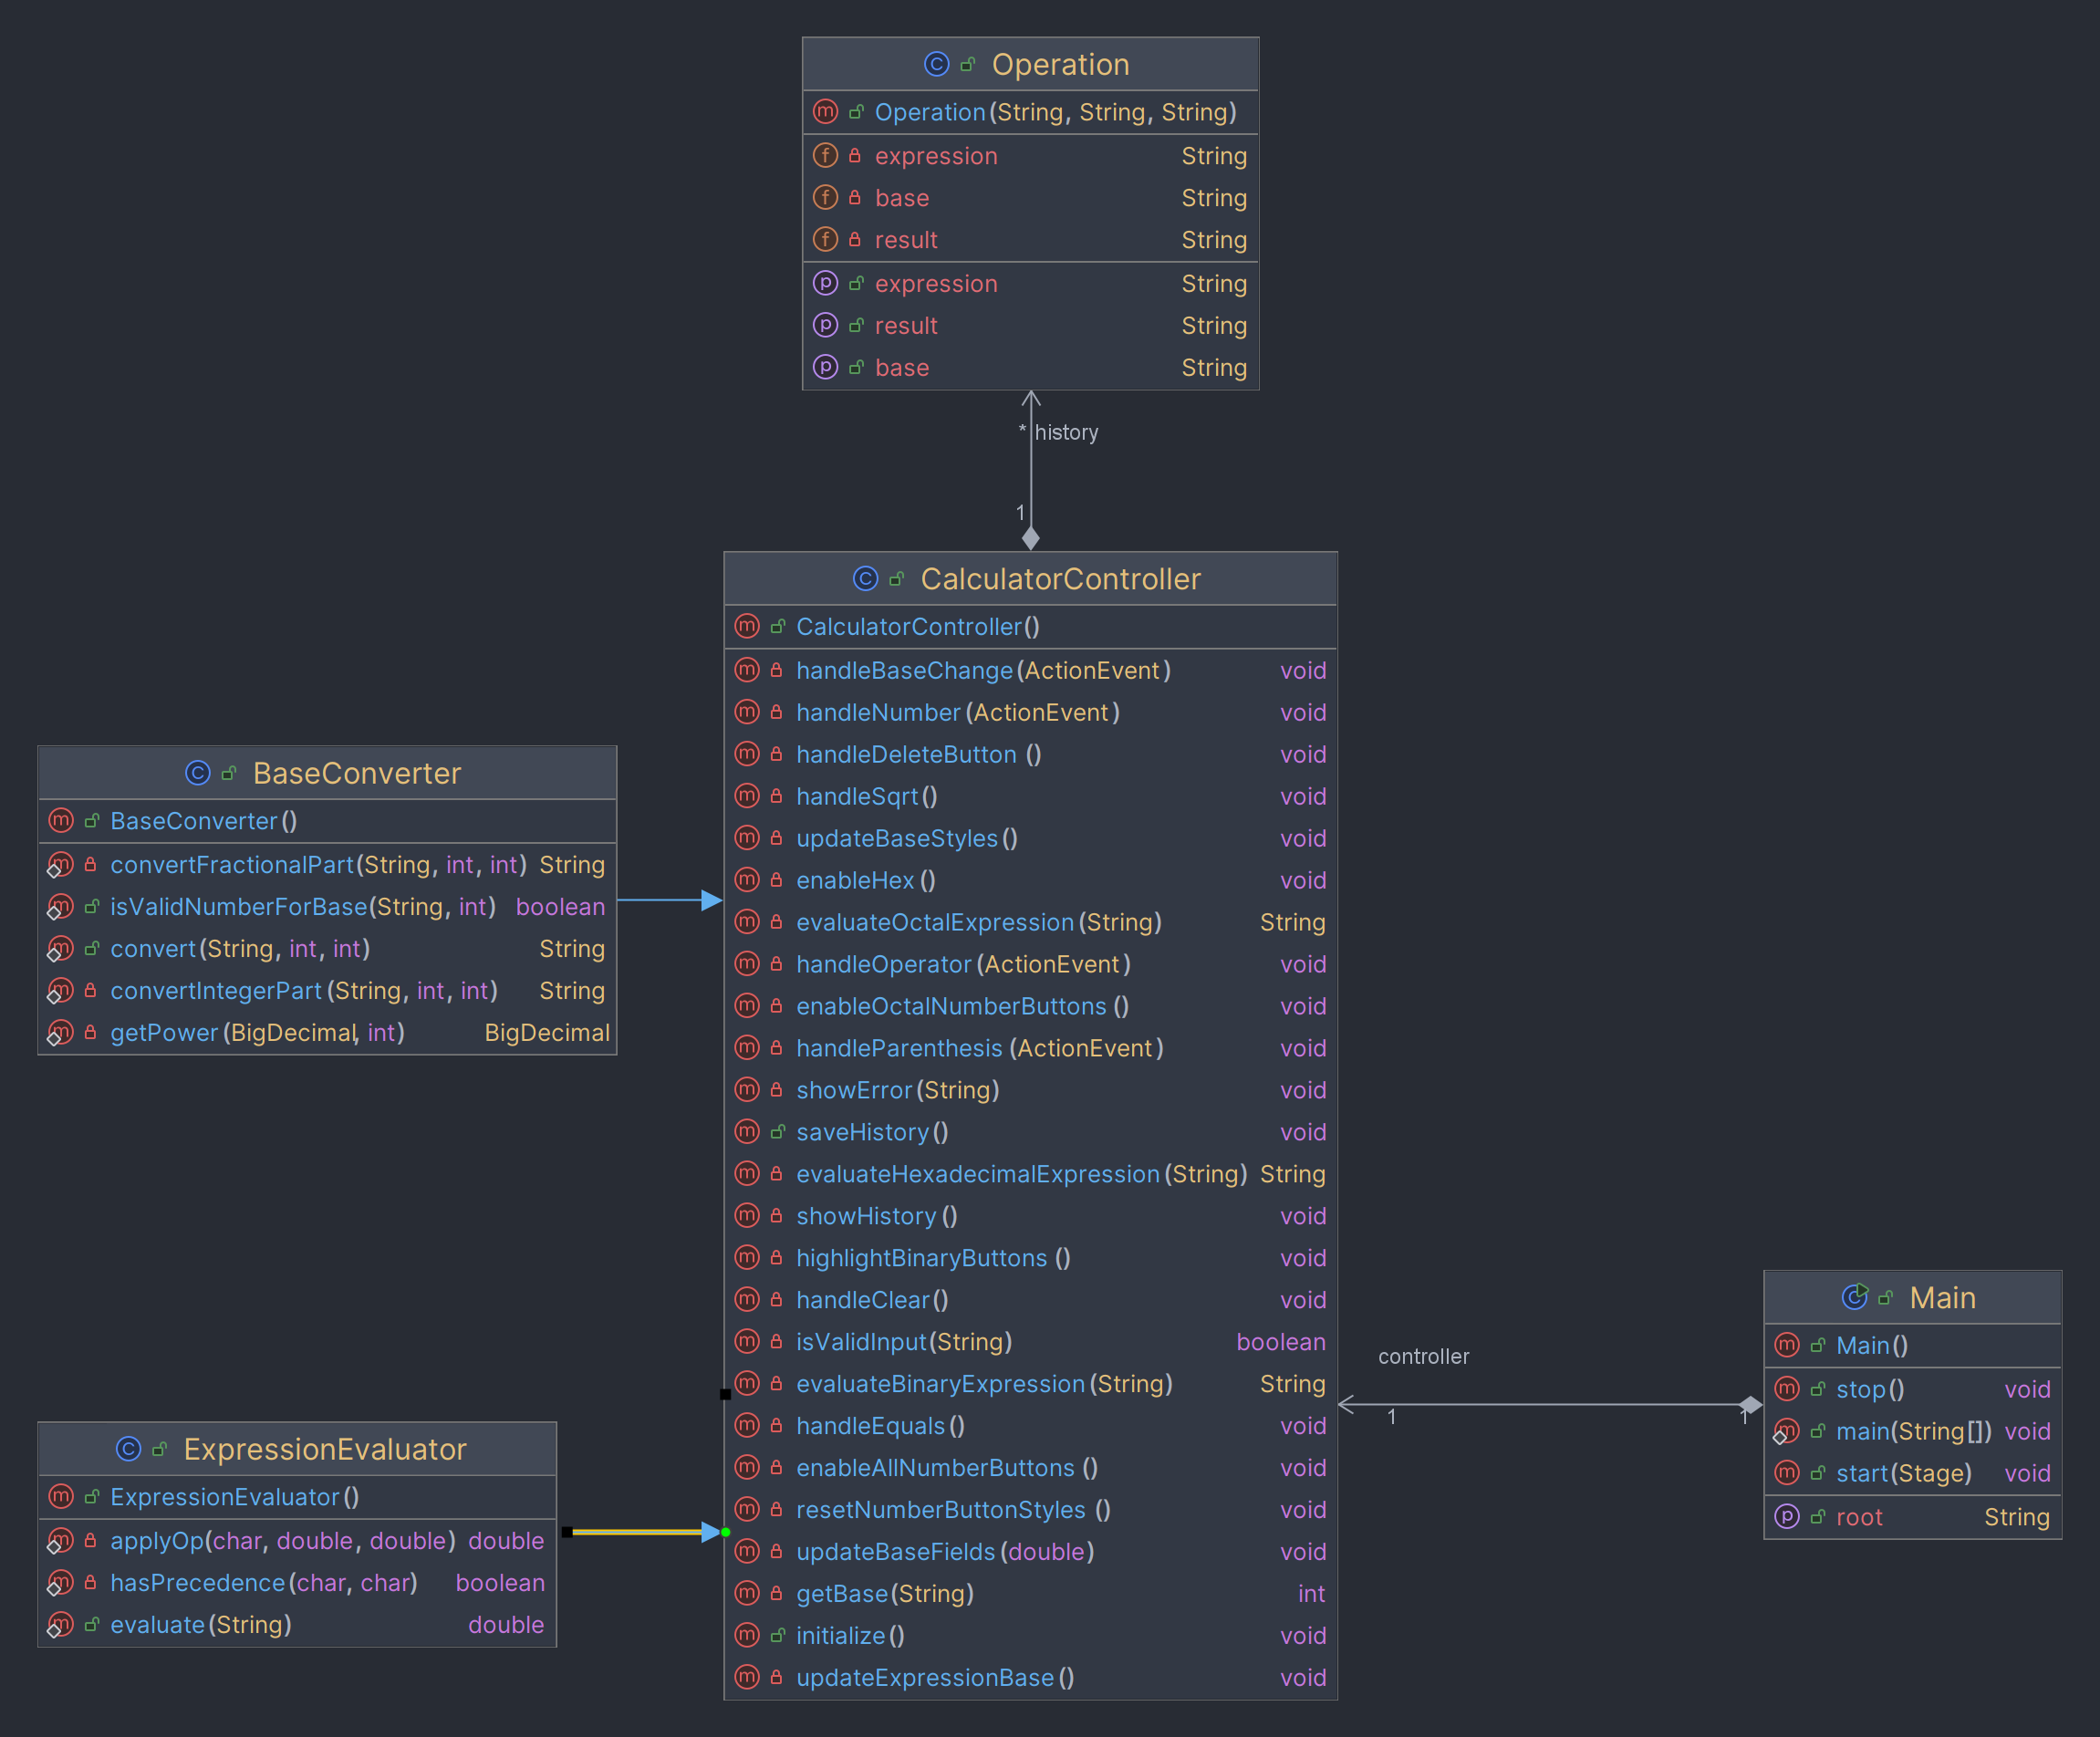 Operation
Operation(String, String, String)
expression String
base String
result String
expression String
result String
base String
* history
1
CalculatorController
CalculatorController()
handleBaseChange(ActionEvent) void
handleNumber(ActionEvent) void
handleDeleteButton() void
handleSqrt() void
updateBaseStyles() void
enableHex() void
evaluateOctalExpression(String) String
handleOperator(ActionEvent) void
enableOctalNumberButtons() void
handleParenthesis(ActionEvent) void
showError(String) void
saveHistory() void
evaluateHexadecimalExpression(String) String
showHistory() void
highlightBinaryButtons() void
handleClear() void
isValidInput(String) boolean
evaluateBinaryExpression(String) String
handleEquals() void
enableAllNumberButtons() void
resetNumberButtonStyles() void
updateBaseFields(double) void
getBase(String) int
initialize() void
updateExpressionBase() void
BaseConverter
BaseConverter()
convertFractionalPart(String, int, int) String
isValidNumberForBase(String, int) boolean
convert(String, int, int) String
convertIntegerPart(String, int, int) String
getPower(BigDecimal, int) BigDecimal
ExpressionEvaluator
ExpressionEvaluator()
applyOp(char, double, double) double
hasPrecedence(char, char) boolean
evaluate(String) double
controller
1 1
Main
Main()
stop() void
main(String[]) void
start(Stage) void
root String